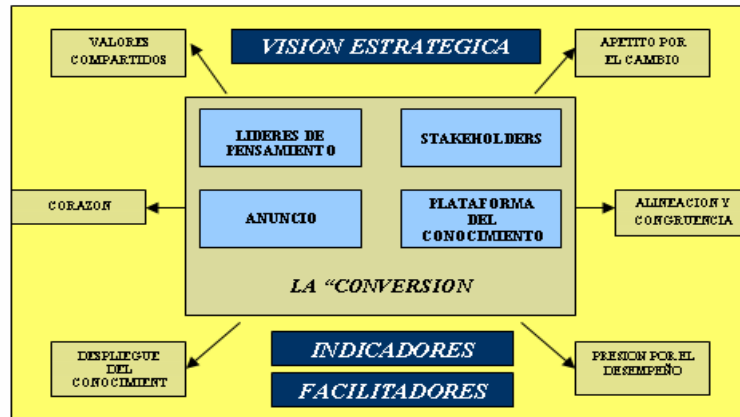 VALORES
COMPARTIDOS
VISION ESTRATEGICA
APETITO POR
EL CAMBIO
LIDERES DE
PENSAMIENTO
STAKEHOLDERS
CORAZON
ANUNCIO
PLATAFORMA
DEL
CONOCIMIENTO
ALINEACION Y
CONGRUENCIA
LA “CONVERSION
DESPLIEGUE
DEL
CONOCIMIENT
INDICADORES
FACILITADORES
PRESION POR EL
DESEMPEÑO